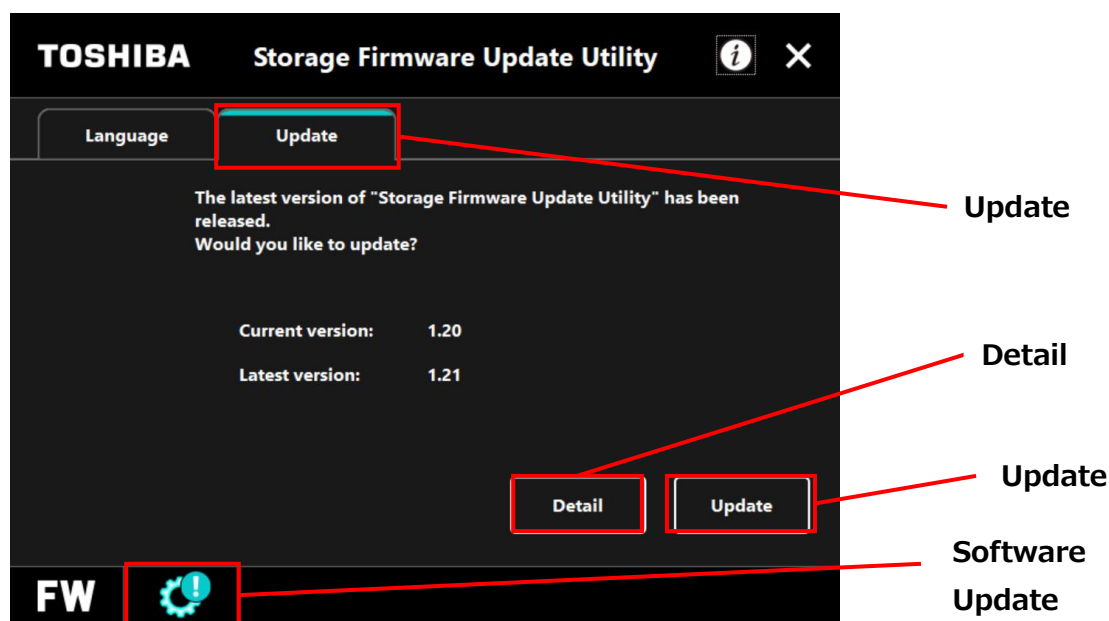 TOSHIBA Storage Firmware Update Utility i ×
Language Update
The latest version of "Storage Firmware Update Utility" has been
released.
Would you like to update?
Update
Current version: 1.20
Detail
Latest version: 1.21
Update
Detail Update
Software
Update
FW !